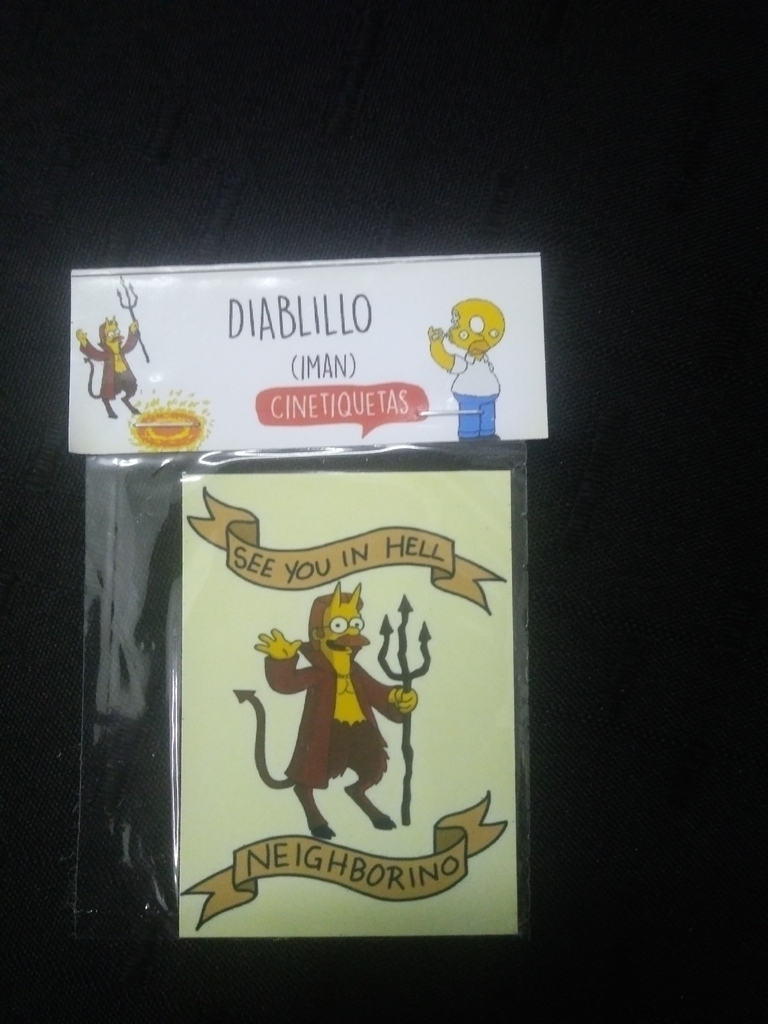 DIABLILLO
(IMAN)
CINETIQUETAS
SEE YOU IN HELL
NEIGHBORINO